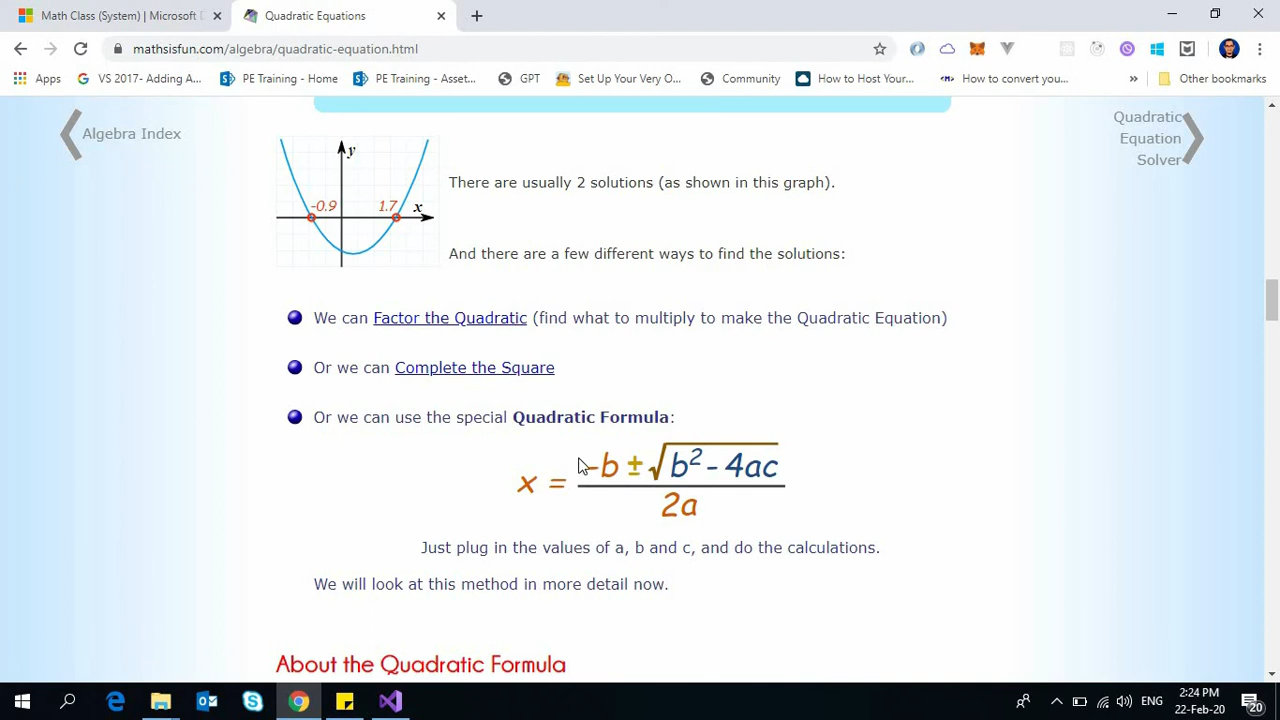 Math Class (System) | Microsoft D
Quadratic Equations
mathsisfun.com/algebra/quadratic-equation.html
Apps
VS 2017- Adding A...
PE Training - Home
PE Training - Asset...
GPT
Set Up Your Very O...
Community
How to Host Your...
How to convert you...
»
Other bookmarks
Algebra Index
Quadratic
Equation
Solver
y
-0.9
1.7
x
There are usually 2 solutions (as shown in this graph).
And there are a few different ways to find the solutions:
We can Factor the Quadratic (find what to multiply to make the Quadratic Equation)
Or we can Complete the Square
Or we can use the special Quadratic Formula:
x = -b ± √b² - 4ac
2a
Just plug in the values of a, b and c, and do the calculations.
We will look at this method in more detail now.
About the Quadratic Formula
ENG
2:24 PM
22-Feb-20
20